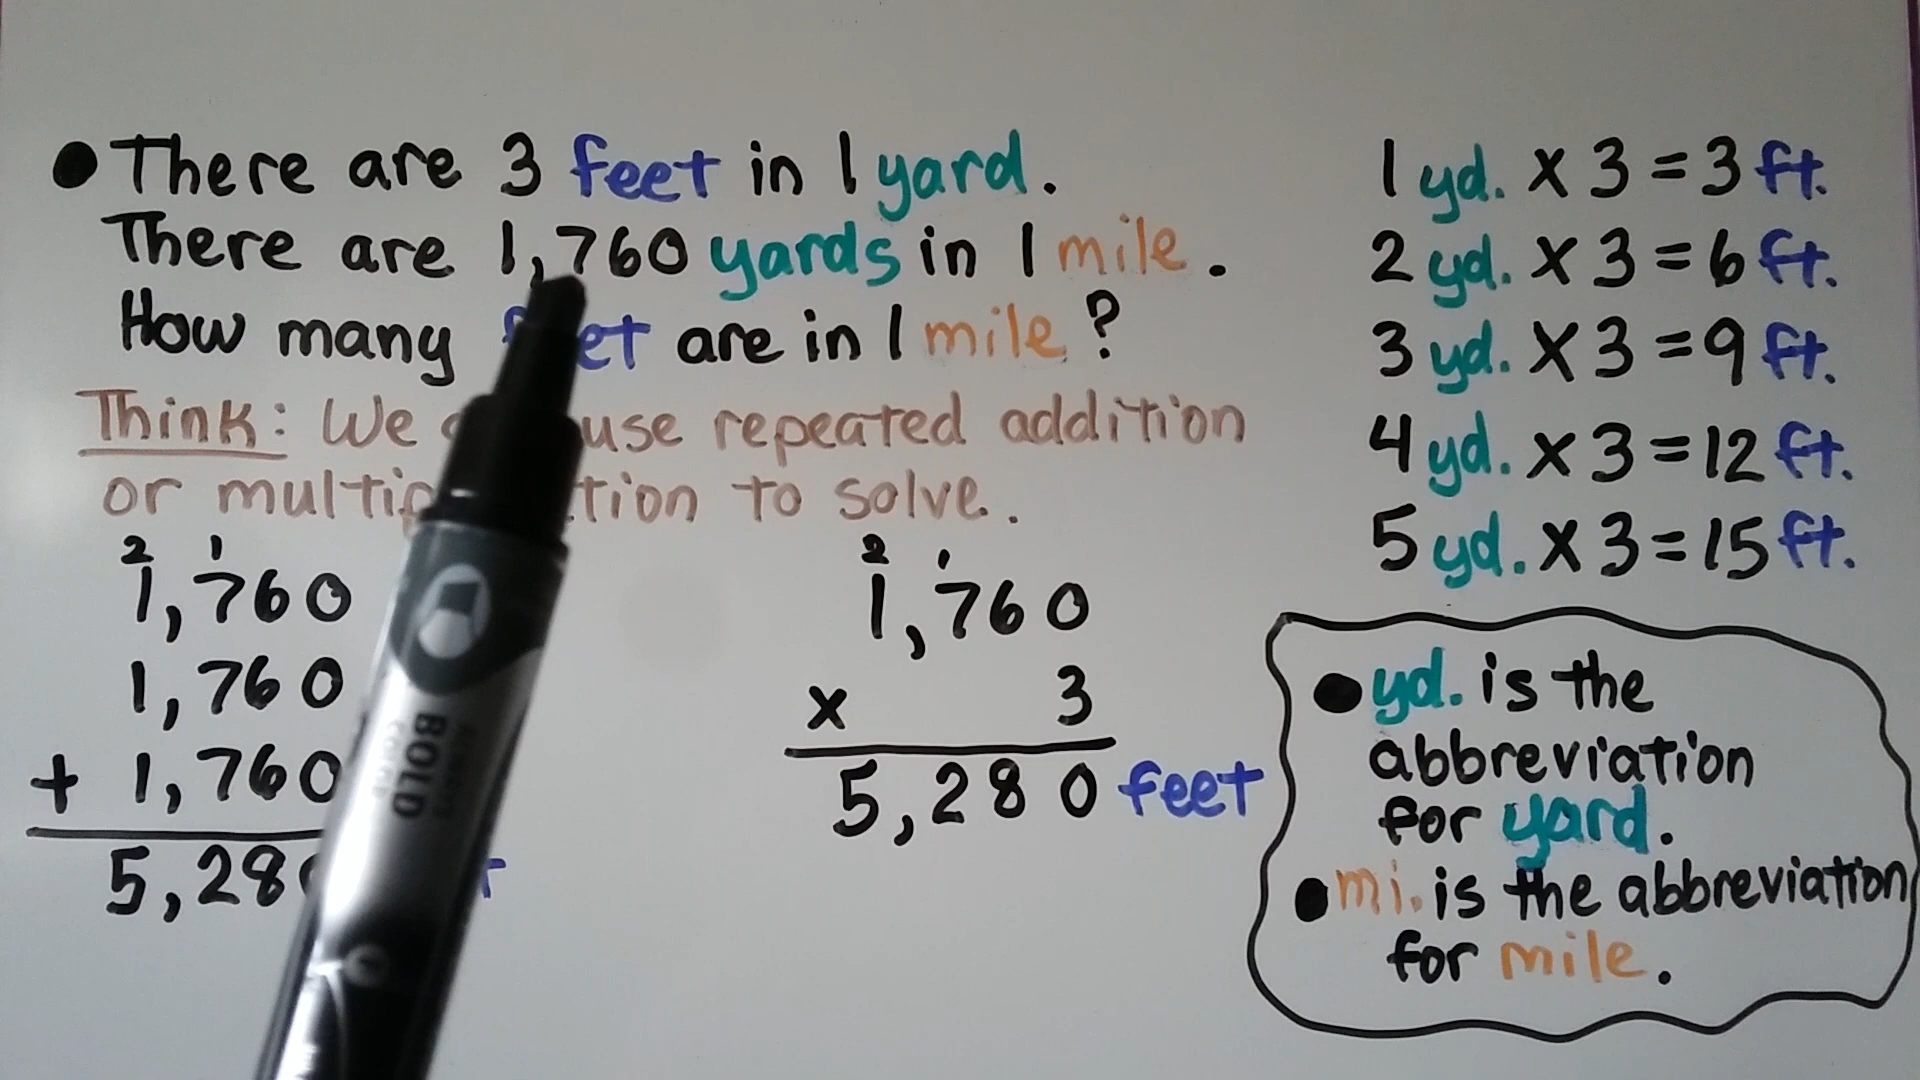 There are 3 feet in 1 yard.
There are 1,760 yards in 1 mile.
How many feet are in 1 mile?
Think: We use repeated addition
or multiplication to solve.
2 1
1,760
1,760
+ 1,760
5,28
2 1
1,760
x 3
5,280 feet
1 yd. x 3 = 3 ft.
2 yd. x 3 = 6 ft.
3 yd. x 3 = 9 ft.
4 yd. x 3 = 12 ft.
5 yd. x 3 = 15 ft.
yd. is the
abbreviation
for yard.
mi. is the abbreviation
for mile.
BOLD